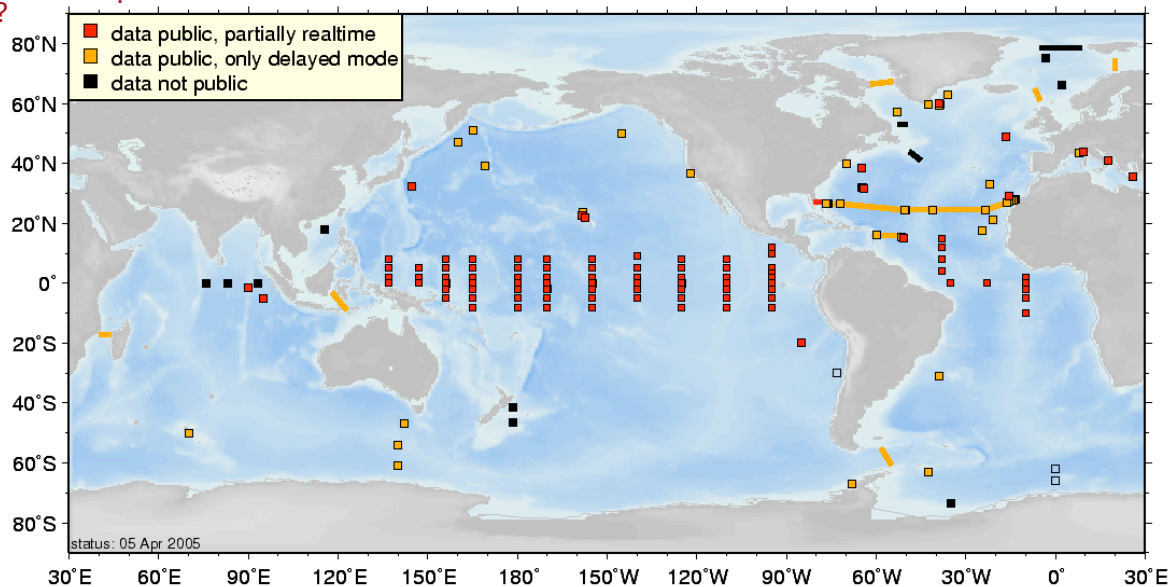 ?
data public, partially realtime
data public, only delayed mode
data not public
80°N
60°N
40°N
20°N
0°
20°S
40°S
60°S
80°S
status: 05 Apr 2005
30°E 60°E 90°E 120°E 150°E 180° 150°W 120°W 90°W 60°W 30°W 0° 30°E